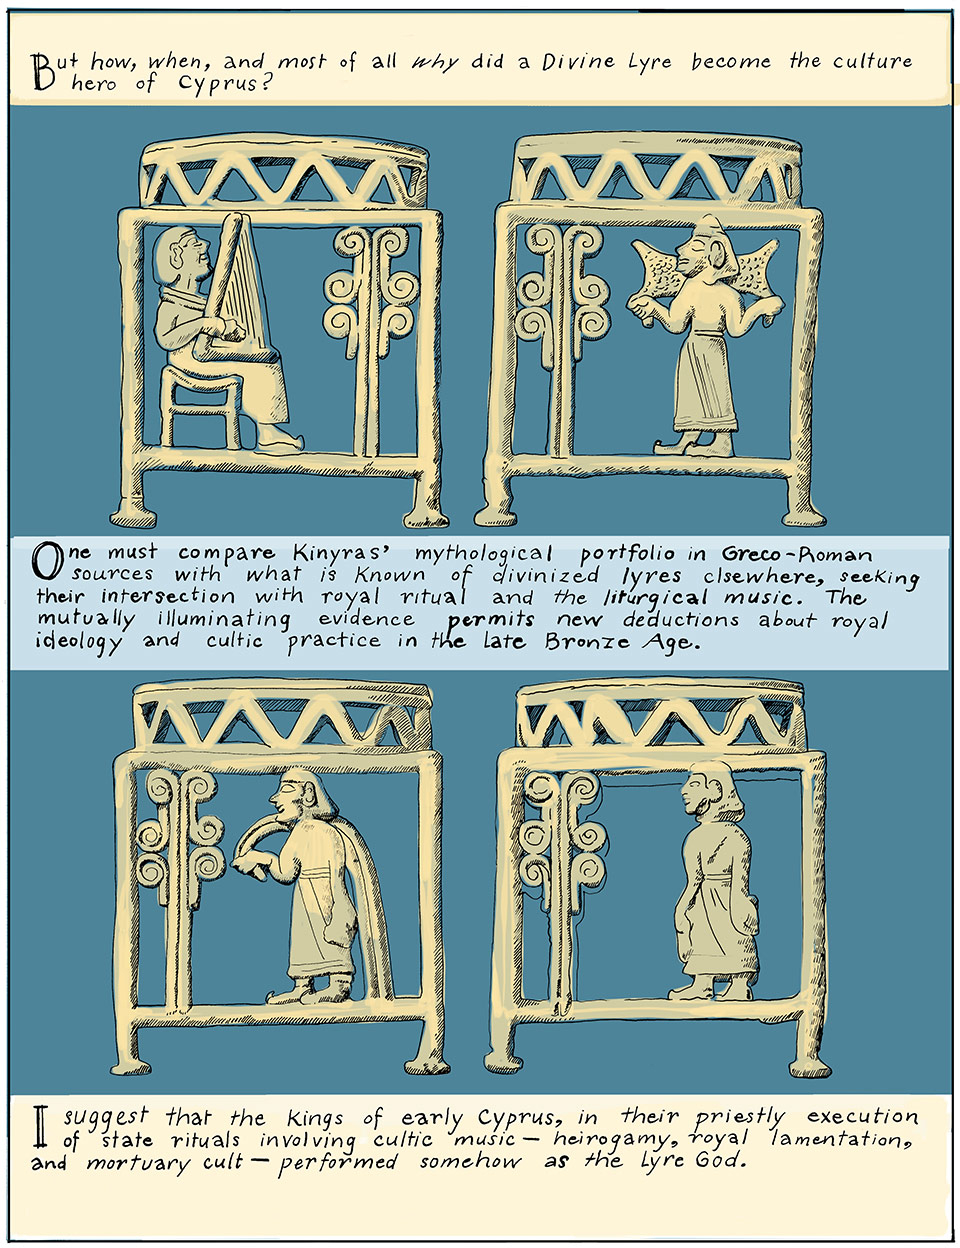 But how, when, and most of all why did a Divine Lyre become the culture
hero of Cyprus?
One must compare Kinyras' mythological portfolio in Greco-Roman
sources with what is known of divinized lyres elsewhere, seeking
their intersection with royal ritual and the liturgical music. The
mutually illuminating evidence permits new deductions about royal
ideology and cultic practice in the Late Bronze Age.
I suggest that the kings of early Cyprus, in their priestly execution
of state rituals involving cultic music — heirogamy, royal lamentation,
and mortuary cult — performed somehow as the Lyre God.